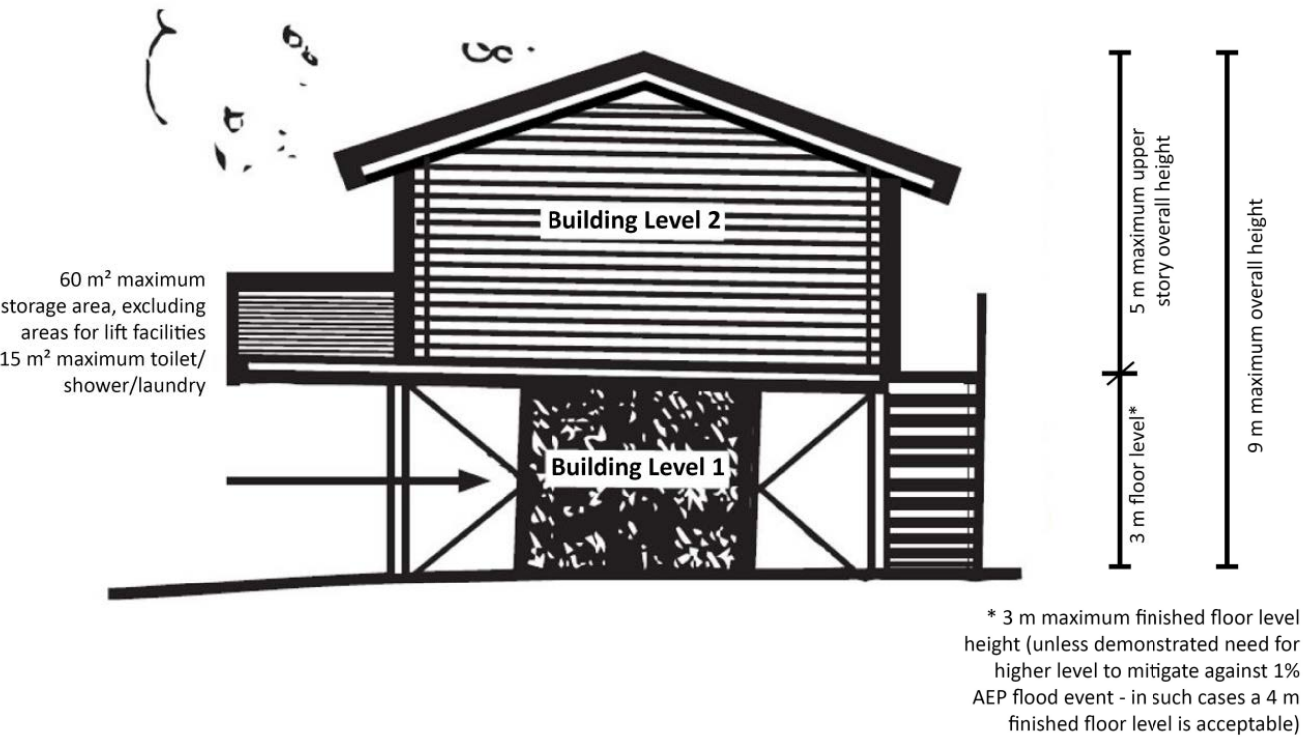 Building Level 2
60 m² maximum
storage area, excluding
areas for lift facilities
15 m² maximum toilet/
shower/laundry
Building Level 1
5 m maximum upper
story overall height
3 m floor level*
9 m maximum overall height
* 3 m maximum finished floor level
height (unless demonstrated need for
higher level to mitigate against 1%
AEP flood event - in such cases a 4 m
finished floor level is acceptable)